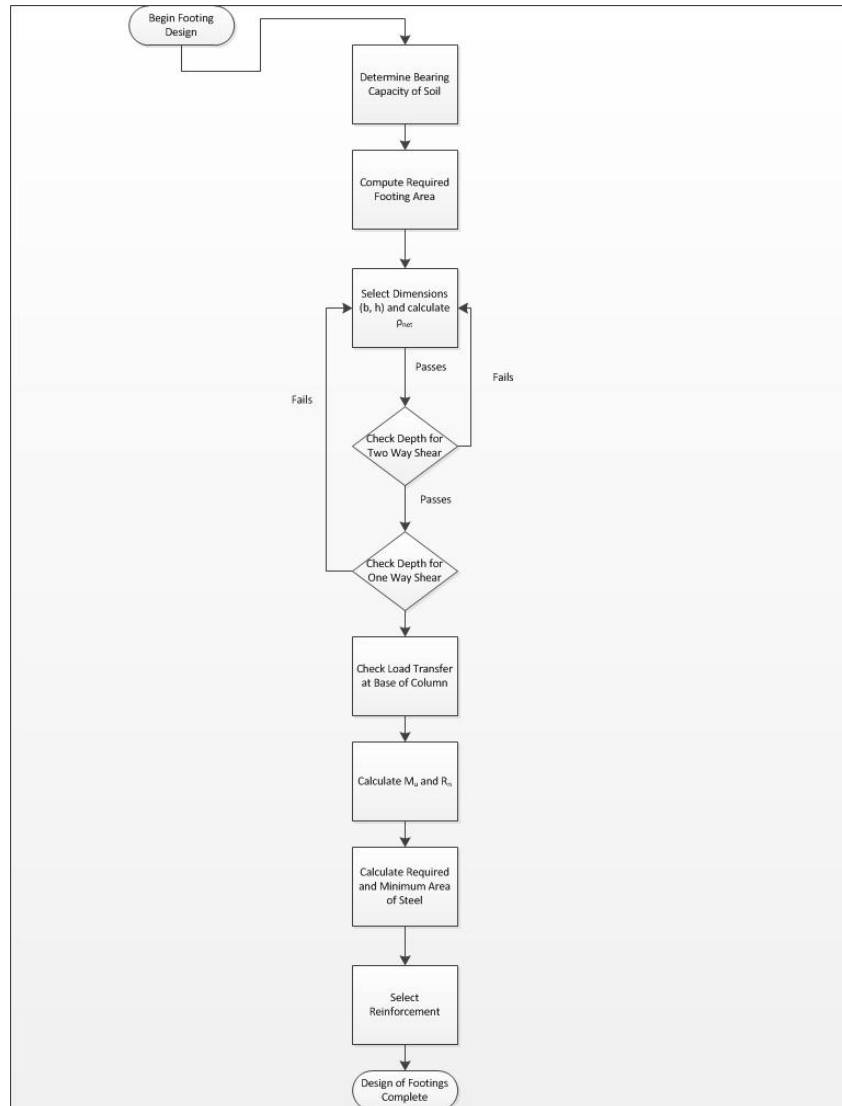 Begin Footing
Design
Determine Bearing
Capacity of Soil
Compute Required
Footing Area
Select Dimensions
(b, h) and calculate
ρnet
Passes
Fails
Fails
Check Depth for
Two Way Shear
Passes
Check Depth for
One Way Shear
Check Load Transfer
at Base of Column
Calculate Mu and Rn
Calculate Required
and Minimum Area
of Steel
Select
Reinforcement
Design of Footings
Complete